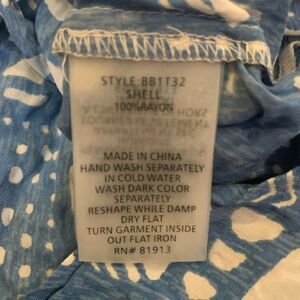 STYLE: BB1T32
SHELL
100%RAYON
MADE IN CHINA
HAND WASH SEPARATELY
IN COLD WATER
WASH DARK COLOR
SEPARATELY
RESHAPE WHILE DAMP
DRY FLAT
TURN GARMENT INSIDE
OUT FLAT IRON
RN# 81913